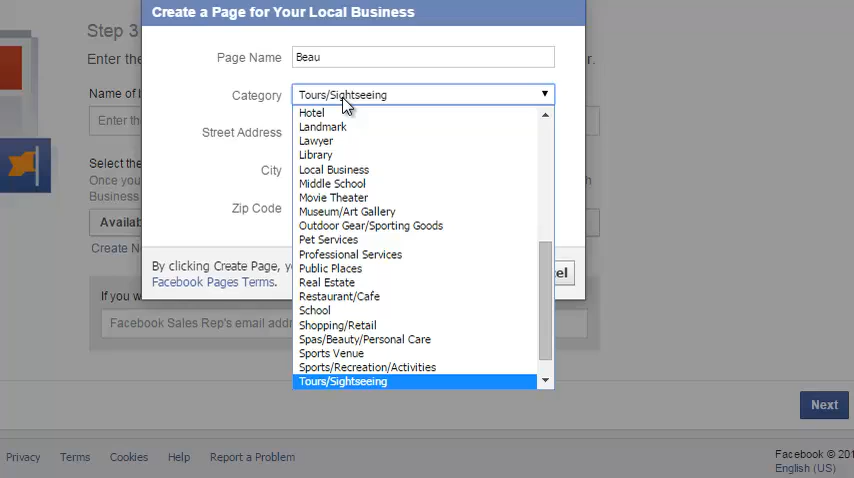 Create a Page for Your Local Business
Step 3
Enter the
r.
Page Name
Beau
Category
Tours/Sightseeing
Name of
Enter the
Hotel
Landmark
Lawyer
Library
Local Business
Middle School
Movie Theater
Museum/Art Gallery
Outdoor Gear/Sporting Goods
Pet Services
Professional Services
Public Places
Real Estate
Restaurant/Cafe
School
Shopping/Retail
Spas/Beauty/Personal Care
Sports Venue
Sports/Recreation/Activities
Tours/Sightseeing
Street Address
City
Zip Code
Select the
Once you
Business
Availab
Create N
By clicking Create Page, y
Facebook Pages Terms.
el
If you w
Facebook Sales Rep's email addr
Next
Privacy Terms Cookies Help Report a Problem
Facebook © 201
English (US)